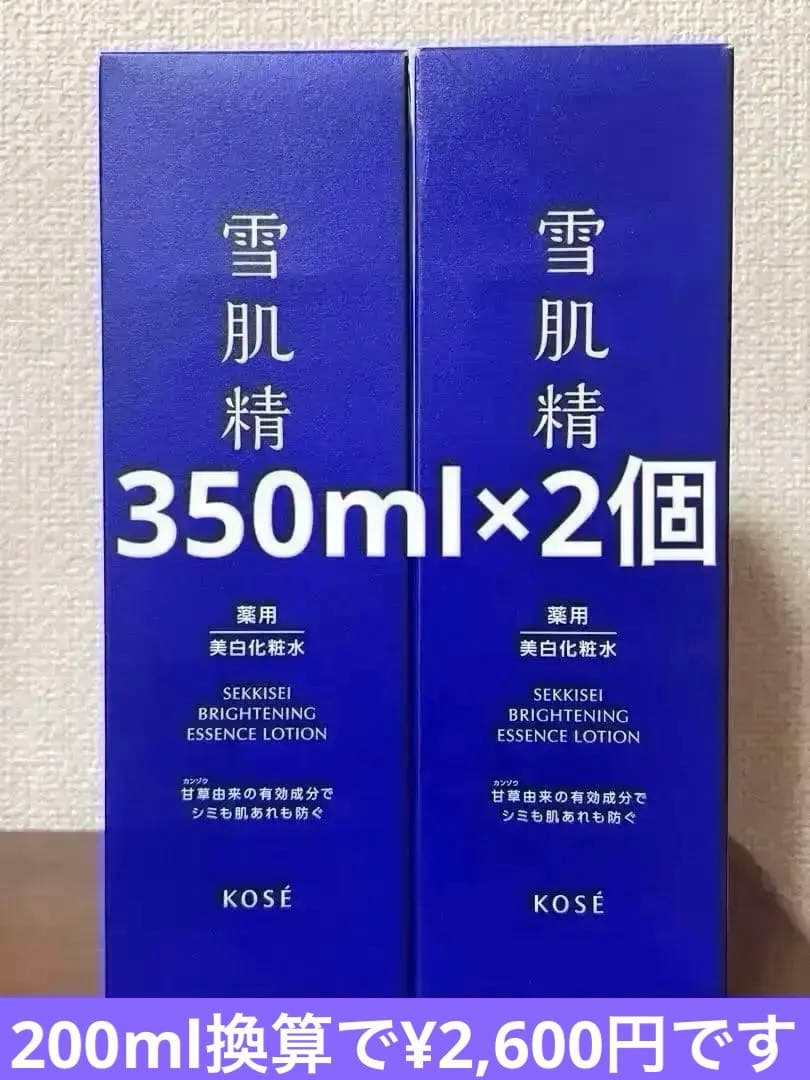 雪肌精
雪肌精
350ml×2個
薬用
美白化粧水
SEKKISEI
BRIGHTENING
ESSENCE LOTION
カンゾウ
甘草由来の有効成分で
シミも肌あれも防ぐ
KOSÉ
薬用
美白化粧水
SEKKISEI
BRIGHTENING
ESSENCE LOTION
カンゾウ
甘草由来の有効成分で
シミも肌あれも防ぐ
KOSÉ
200ml換算で¥2,600円です